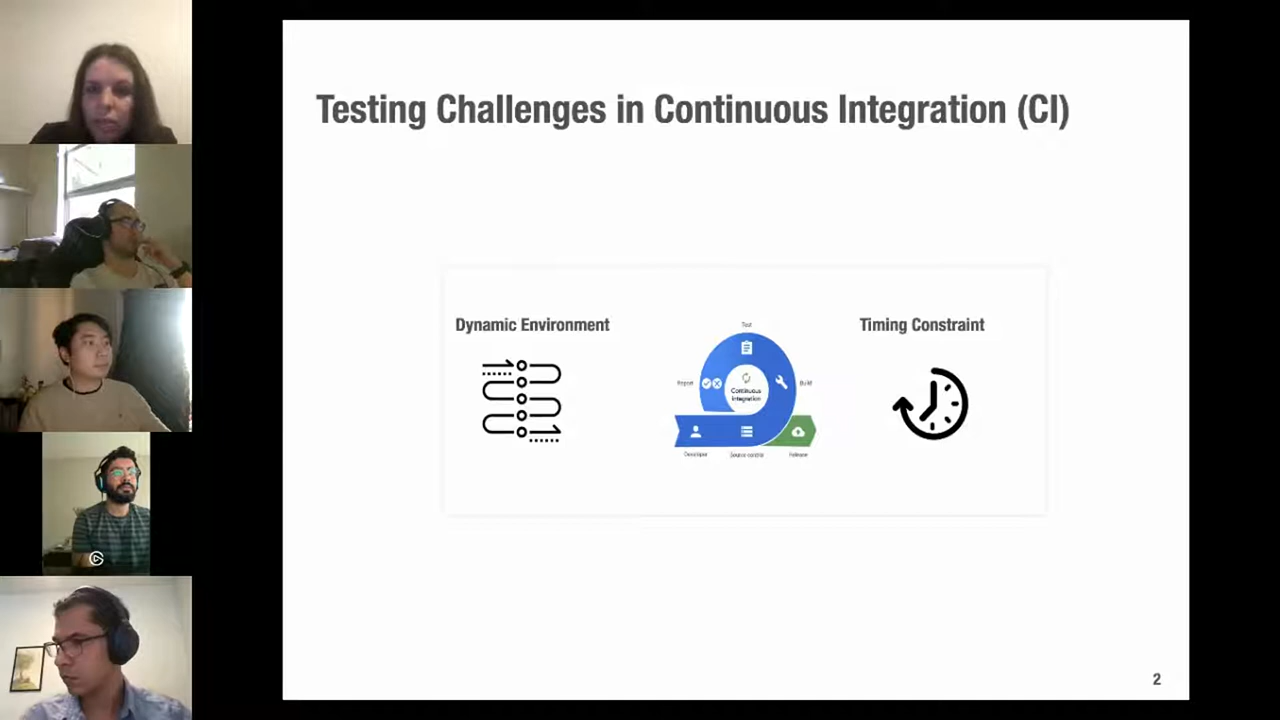 Testing Challenges in Continuous Integration (CI)
Dynamic Environment
Timing Constraint
Test
Report
Continuous
Integration
Build
Developer
Source control
Release
2